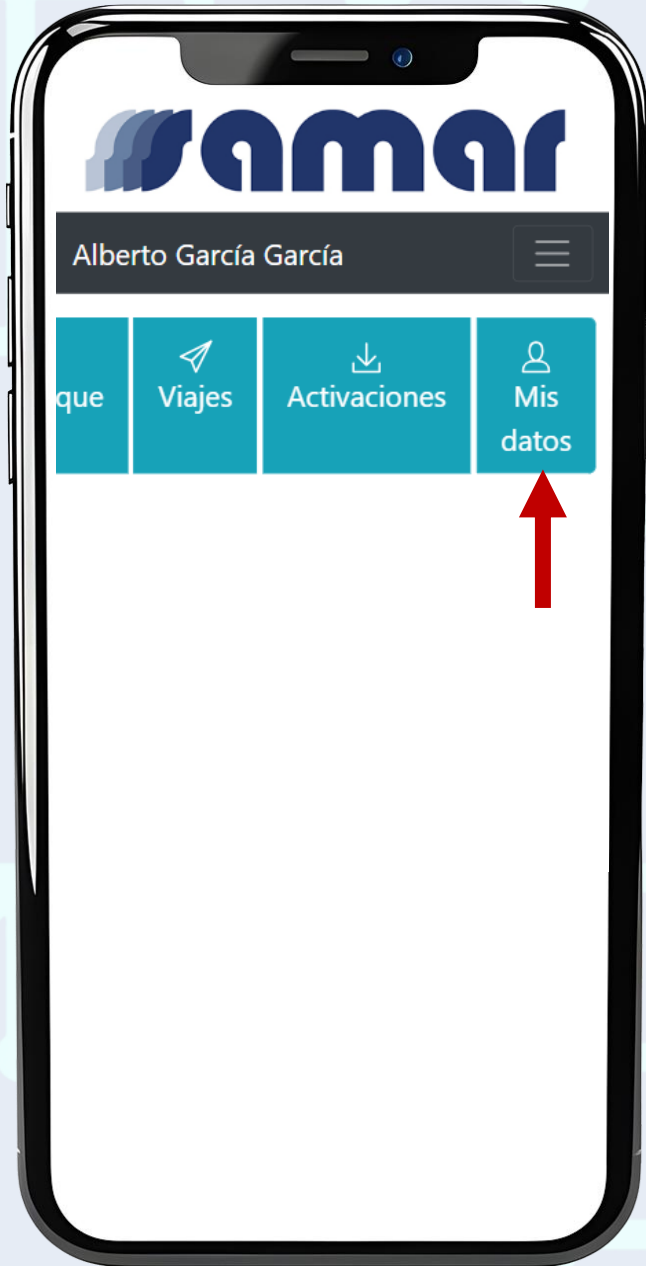 samar
Alberto García García
que
Viajes
Activaciones
Mis
datos